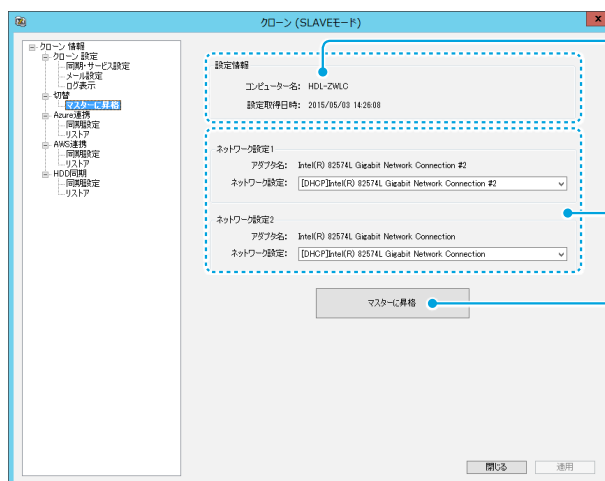 クローン (SLAVEモード)
x
クローン 情報
クローン 設定
同期・サービス設定
メール設定
ログ表示
切替
マスターに昇格
Azure連携
同期設定
リストア
AWS連携
同期設定
リストア
HDD同期
同期設定
リストア
設定情報
コンピューター名: HDL-ZWLC
設定取得日時: 2015/05/03 14:26:08
ネットワーク設定1
アダプタ名: Intel(R) 82574L Gigabit Network Connection #2
ネットワーク設定: [DHCP]Intel(R) 82574L Gigabit Network Connection #2
ネットワーク設定2
アダプタ名: Intel(R) 82574L Gigabit Network Connection
ネットワーク設定: [DHCP]Intel(R) 82574L Gigabit Network Connection
マスターに昇格
閉じる 適用